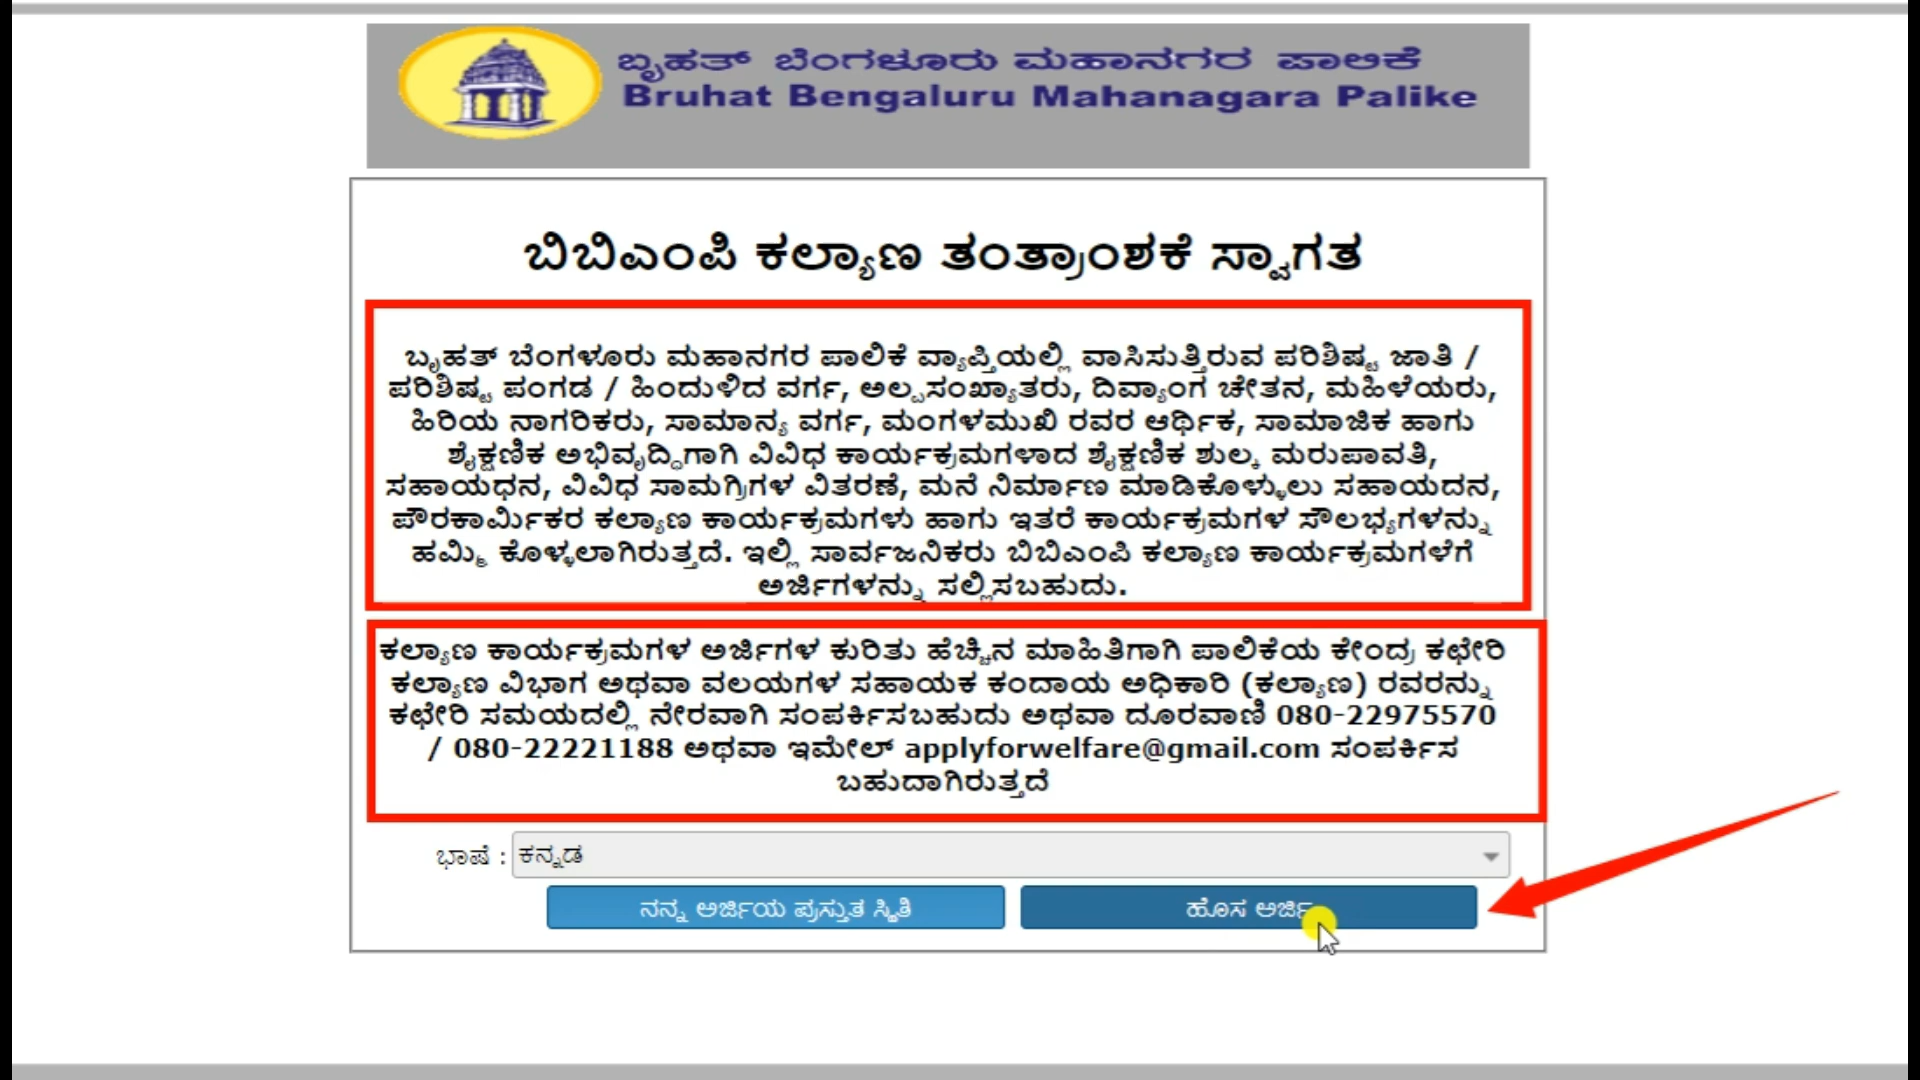 ಬೃಹತ್ ಬೆಂಗಳೂರು ಮಹಾನಗರ ಪಾಲಿಕೆ
Bruhat Bengaluru Mahanagara Palike
ಬಿಬಿಎಂಪಿ ಕಲ್ಯಾಣ ತಂತ್ರಾಂಶಕೆ ಸ್ವಾಗತ
ಬೃಹತ್ ಬೆಂಗಳೂರು ಮಹಾನಗರ ಪಾಲಿಕೆ ವ್ಯಾಪ್ತಿಯಲ್ಲಿ ವಾಸಿಸುತ್ತಿರುವ ಪರಿಶಿಷ್ಟ ಜಾತಿ /
ಪರಿಶಿಷ್ಟ ಪಂಗಡ / ಹಿಂದುಳಿದ ವರ್ಗ, ಅಲ್ಪಸಂಖ್ಯಾತರು, ದಿವ್ಯಾಂಗ ಚೇತನ, ಮಹಿಳೆಯರು,
ಹಿರಿಯ ನಾಗರಿಕರು, ಸಾಮಾನ್ಯ ವರ್ಗ, ಮಂಗಳಮುಖಿ ರವರ ಆರ್ಥಿಕ, ಸಾಮಾಜಿಕ ಹಾಗು
ಶೈಕ್ಷಣಿಕ ಅಭಿವೃದ್ಧಿಗಾಗಿ ವಿವಿಧ ಕಾರ್ಯಕ್ರಮಗಳಾದ ಶೈಕ್ಷಣಿಕ ಶುಲ್ಕ ಮರುಪಾವತಿ,
ಸಹಾಯಧನ, ವಿವಿಧ ಸಾಮಗ್ರಿಗಳ ವಿತರಣೆ, ಮನೆ ನಿರ್ಮಾಣ ಮಾಡಿಕೊಳ್ಳುಲು ಸಹಾಯದನ,
ಪೌರಕಾರ್ಮಿಕರ ಕಲ್ಯಾಣ ಕಾರ್ಯಕ್ರಮಗಳು ಹಾಗು ಇತರೆ ಕಾರ್ಯಕ್ರಮಗಳ ಸೌಲಭ್ಯಗಳನ್ನು
ಹಮ್ಮಿ ಕೊಳ್ಳಲಾಗಿರುತ್ತದೆ. ಇಲ್ಲಿ ಸಾರ್ವಜನಿಕರು ಬಿಬಿಎಂಪಿ ಕಲ್ಯಾಣ ಕಾರ್ಯಕ್ರಮಗಳೆಗೆ
ಅರ್ಜಿಗಳನ್ನು ಸಲ್ಲಿಸಬಹುದು.
ಕಲ್ಯಾಣ ಕಾರ್ಯಕ್ರಮಗಳ ಅರ್ಜಿಗಳ ಕುರಿತು ಹೆಚ್ಚಿನ ಮಾಹಿತಿಗಾಗಿ ಪಾಲಿಕೆಯ ಕೇಂದ್ರ ಕಛೇರಿ
ಕಲ್ಯಾಣ ವಿಭಾಗ ಅಥವಾ ವಲಯಗಳ ಸಹಾಯಕ ಕಂದಾಯ ಅಧಿಕಾರಿ (ಕಲ್ಯಾಣ) ರವರನ್ನು
ಕಛೇರಿ ಸಮಯದಲ್ಲಿ ನೇರವಾಗಿ ಸಂಪರ್ಕಿಸಬಹುದು ಅಥವಾ ದೂರವಾಣಿ 080-22975570
/ 080-22221188 ಅಥವಾ ಇಮೇಲ್ applyforwelfare@gmail.com ಸಂಪರ್ಕಿಸ
ಬಹುದಾಗಿರುತ್ತದೆ
ಭಾಷೆ : ಕನ್ನಡ
ನನ್ನ ಅರ್ಜಿಯ ಪ್ರಸ್ತುತ ಸ್ಥಿತಿ ಹೊಸ ಅರ್ಜಿ